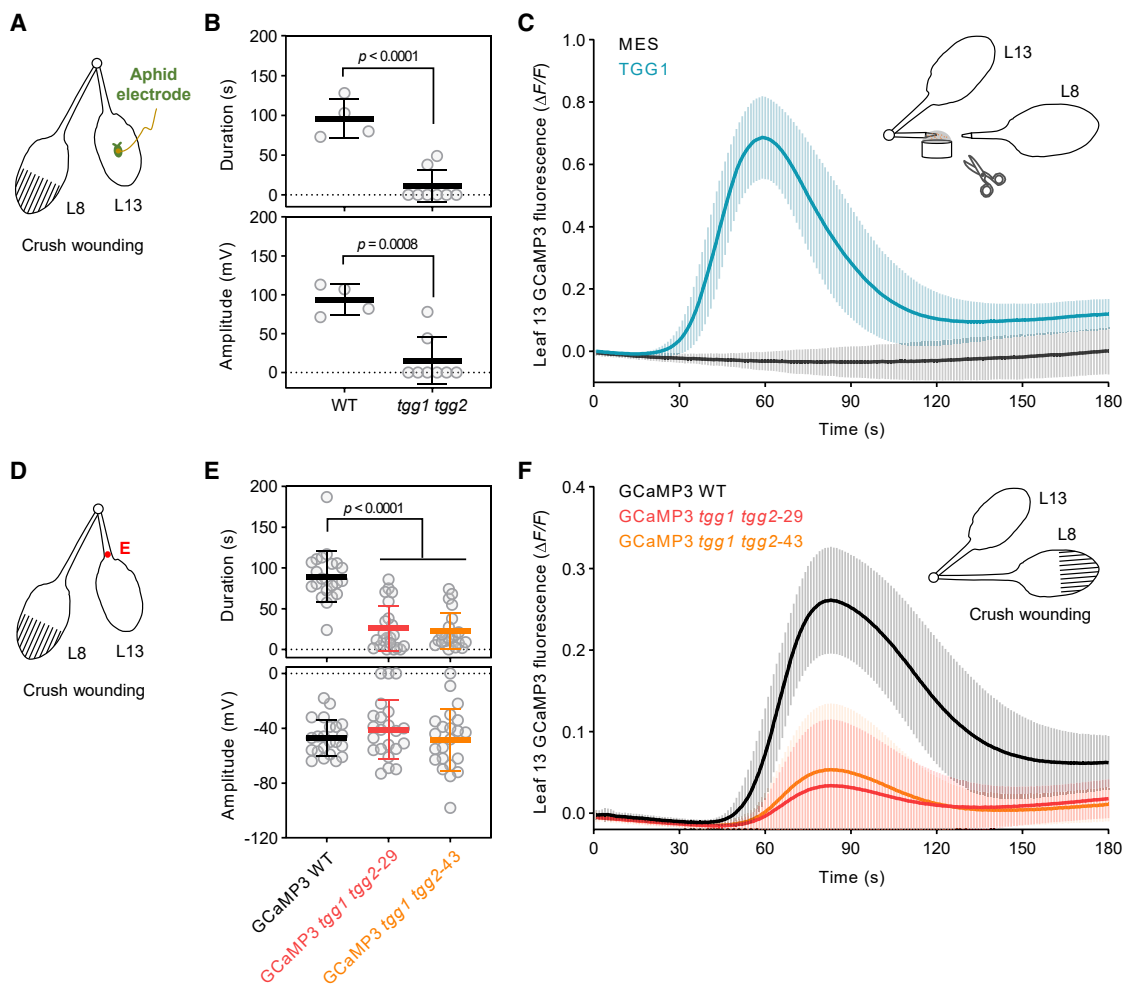 A
Aphid
electrode
L8
L13
Crush wounding
B
200
150
100
50
0
Duration (s)
p < 0.0001
200
150
100
50
0
Amplitude (mV)
p = 0.0008
WT
tgg1 tgg2
C
MES
TGG1
L13
L8
1.0
0.8
0.6
0.4
0.2
0.0
Leaf 13 GCaMP3 fluorescence (ΔF/F)
0 30 60 90 120 150 180
Time (s)
D
E
L8
L13
Crush wounding
E
200
150
100
50
0
Duration (s)
p < 0.0001
0
-40
-80
-120
Amplitude (mV)
GCaMP3 WT
GCaMP3 tgg1 tgg2-29
GCaMP3 tgg1 tgg2-43
F
GCaMP3 WT
GCaMP3 tgg1 tgg2-29
GCaMP3 tgg1 tgg2-43
L13
L8
Crush wounding
0.4
0.3
0.2
0.1
0.0
Leaf 13 GCaMP3 fluorescence (ΔF/F)
0 30 60 90 120 150 180
Time (s)